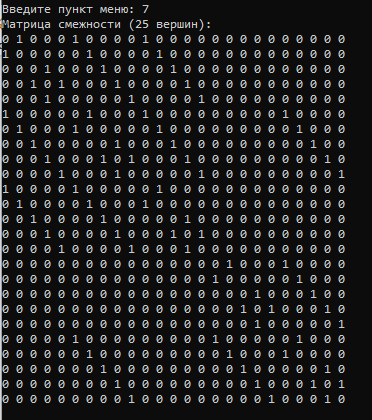 Введите пункт меню: 7
Матрица смежности (25 вершин):
0 1 0 0 0 1 0 0 0 0 1 0 0 0 0 0 0 0 0 0 0 0 0 0 0
1 0 0 0 0 0 1 0 0 0 0 1 0 0 0 0 0 0 0 0 0 0 0 0 0
0 0 0 1 0 0 0 1 0 0 0 0 1 0 0 0 0 0 0 0 0 0 0 0 0
0 0 1 0 1 0 0 0 1 0 0 0 0 1 0 0 0 0 0 0 0 0 0 0 0
0 0 0 1 0 0 0 0 0 1 0 0 0 0 1 0 0 0 0 0 0 0 0 0 0
1 0 0 0 0 0 1 0 0 0 1 0 0 0 0 0 0 0 0 0 1 0 0 0 0
0 1 0 0 0 1 0 0 0 0 0 1 0 0 0 0 0 0 0 0 0 1 0 0 0
0 0 1 0 0 0 0 0 1 0 0 0 1 0 0 0 0 0 0 0 0 0 1 0 0
0 0 0 1 0 0 0 1 0 1 0 0 0 1 0 0 0 0 0 0 0 0 0 1 0
0 0 0 0 1 0 0 0 1 0 0 0 0 0 1 0 0 0 0 0 0 0 0 0 1
1 0 0 0 0 1 0 0 0 0 0 1 0 0 0 0 0 0 0 0 0 0 0 0 0
0 1 0 0 0 0 1 0 0 0 1 0 0 0 0 0 0 0 0 0 0 0 0 0 0
0 0 1 0 0 0 0 1 0 0 0 0 0 1 0 0 0 0 0 0 0 0 0 0 0
0 0 0 1 0 0 0 0 1 0 0 0 1 0 1 0 0 0 0 0 0 0 0 0 0
0 0 0 0 1 0 0 0 0 1 0 0 0 1 0 0 0 0 0 0 0 0 0 0 0
0 0 0 0 0 0 0 0 0 0 0 0 0 0 0 0 1 0 0 0 1 0 0 0 0
0 0 0 0 0 0 0 0 0 0 0 0 0 0 0 1 0 0 0 0 0 1 0 0 0
0 0 0 0 0 0 0 0 0 0 0 0 0 0 0 0 0 0 1 0 0 0 1 0 0
0 0 0 0 0 0 0 0 0 0 0 0 0 0 0 0 0 1 0 1 0 0 0 1 0
0 0 0 0 0 0 0 0 0 0 0 0 0 0 0 0 0 0 1 0 0 0 0 0 1
0 0 0 0 0 1 0 0 0 0 0 0 0 0 0 1 0 0 0 0 0 1 0 0 0
0 0 0 0 0 0 1 0 0 0 0 0 0 0 0 0 1 0 0 0 1 0 0 0 0
0 0 0 0 0 0 0 1 0 0 0 0 0 0 0 0 0 1 0 0 0 0 0 1 0
0 0 0 0 0 0 0 0 1 0 0 0 0 0 0 0 0 0 1 0 0 0 1 0 1
0 0 0 0 0 0 0 0 0 1 0 0 0 0 0 0 0 0 0 1 0 0 0 1 0